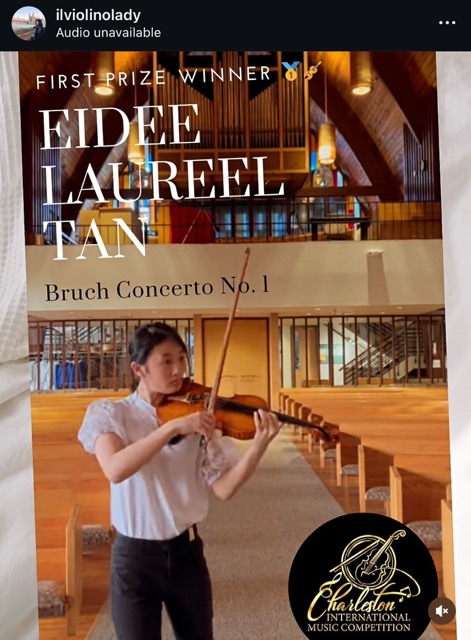 ilviolinolady
Audio unavailable
FIRST PRIZE WINNER 🥇🎻
EIDEE
LAUREEL
TAN
Bruch Concerto No. 1
Charleston
INTERNATIONAL
MUSIC COMPETITION